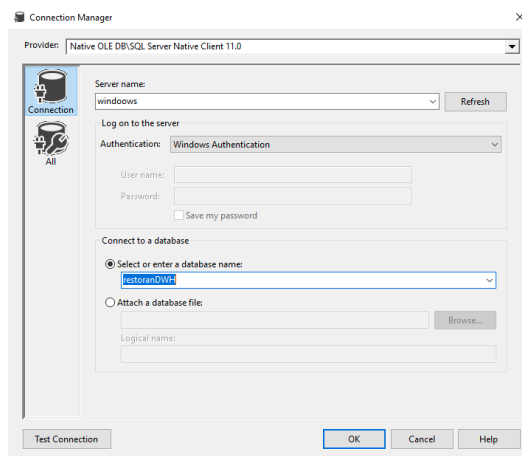 Connection Manager
Provider: Native OLE DB\SQL Server Native Client 11.0
Connection
All
Server name:
windoows
Refresh
Log on to the server
Authentication: Windows Authentication
User name:
Password:
Save my password
Connect to a database
Select or enter a database name:
restoranDWH
Attach a database file:
Browse...
Logical name:
Test Connection
OK
Cancel
Help